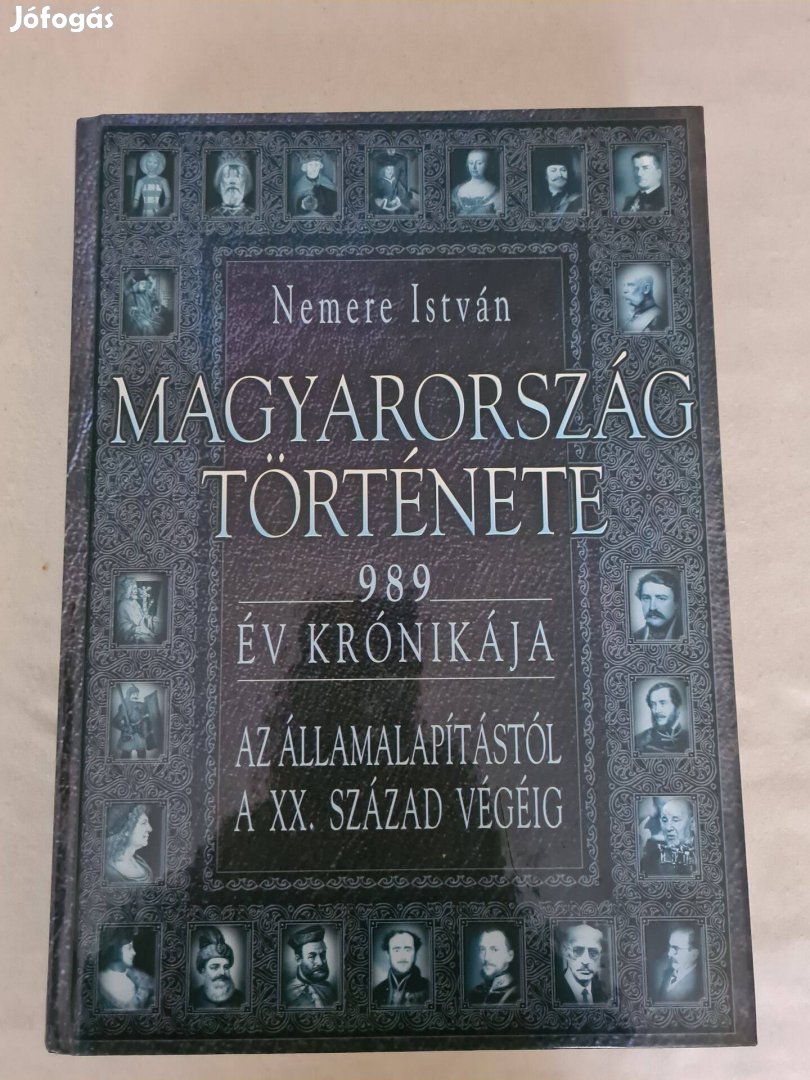 Jófogás
Nemere István
MAGYARORSZÁG
TÖRTÉNETE
989
ÉV KRÓNIKÁJA
AZ ÁLLAMALAPÍTÁSTÓL
A XX. SZÁZAD VÉGÉIG